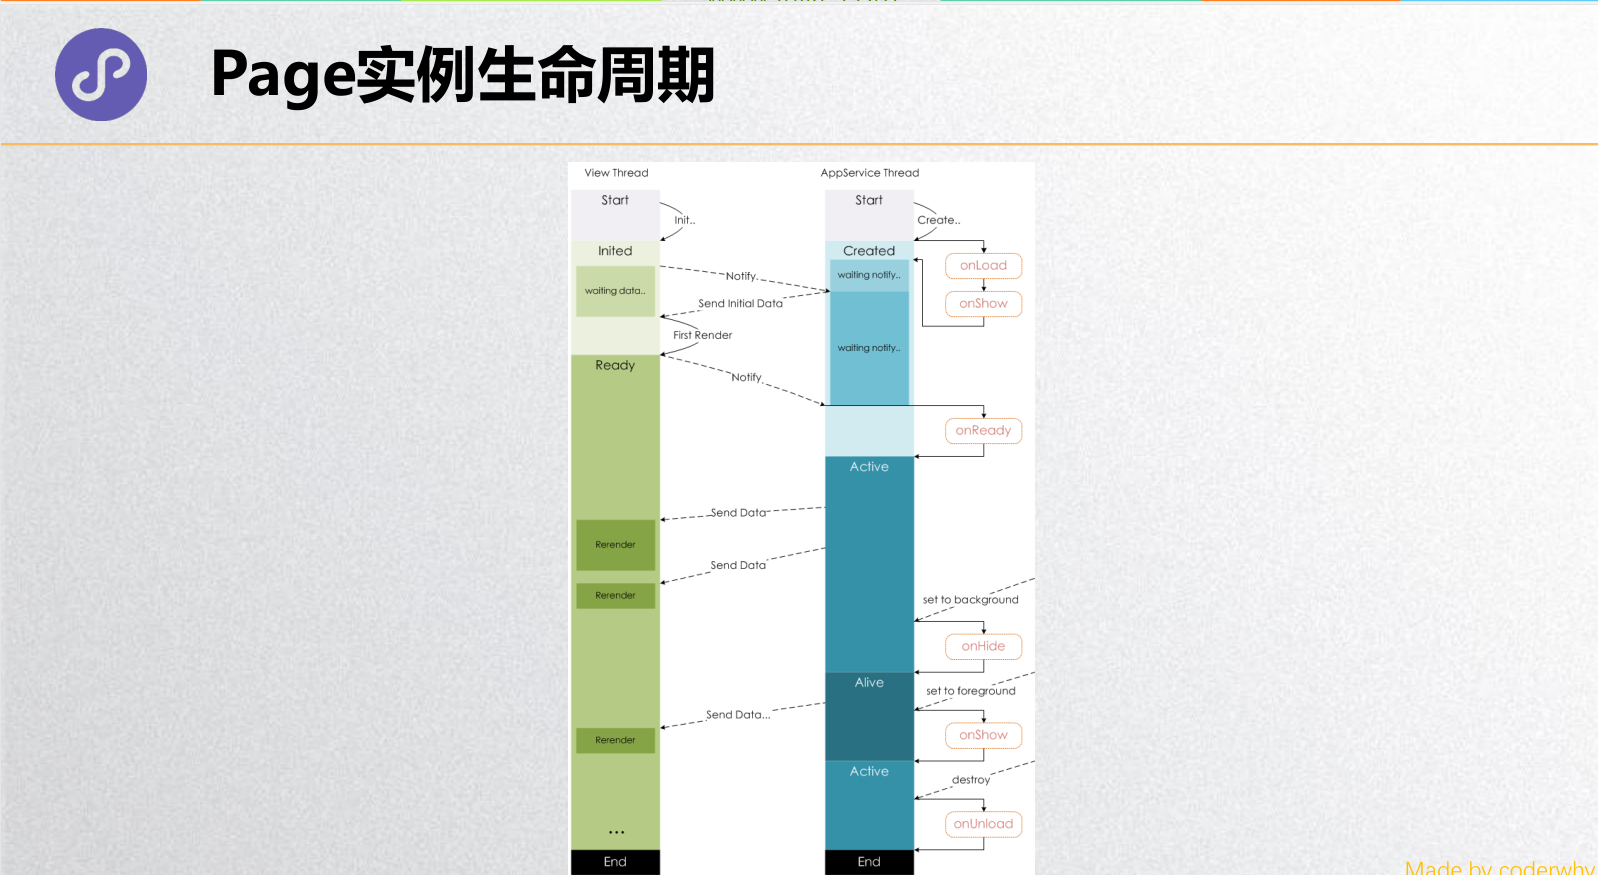 Page实例生命周期
View Thread
AppService Thread
Start
Start
Init..
Create..
Inited
Created
onLoad
waiting data..
Notify
waiting notify..
Send Initial Data
onShow
First Render
waiting notify..
Ready
Notify
onReady
Active
Send Data
Rerender
Send Data
Rerender
set to background
onHide
Alive
set to foreground
Send Data...
onShow
Rerender
Active
destroy
onUnload
...
End
End
Made by coderwhy